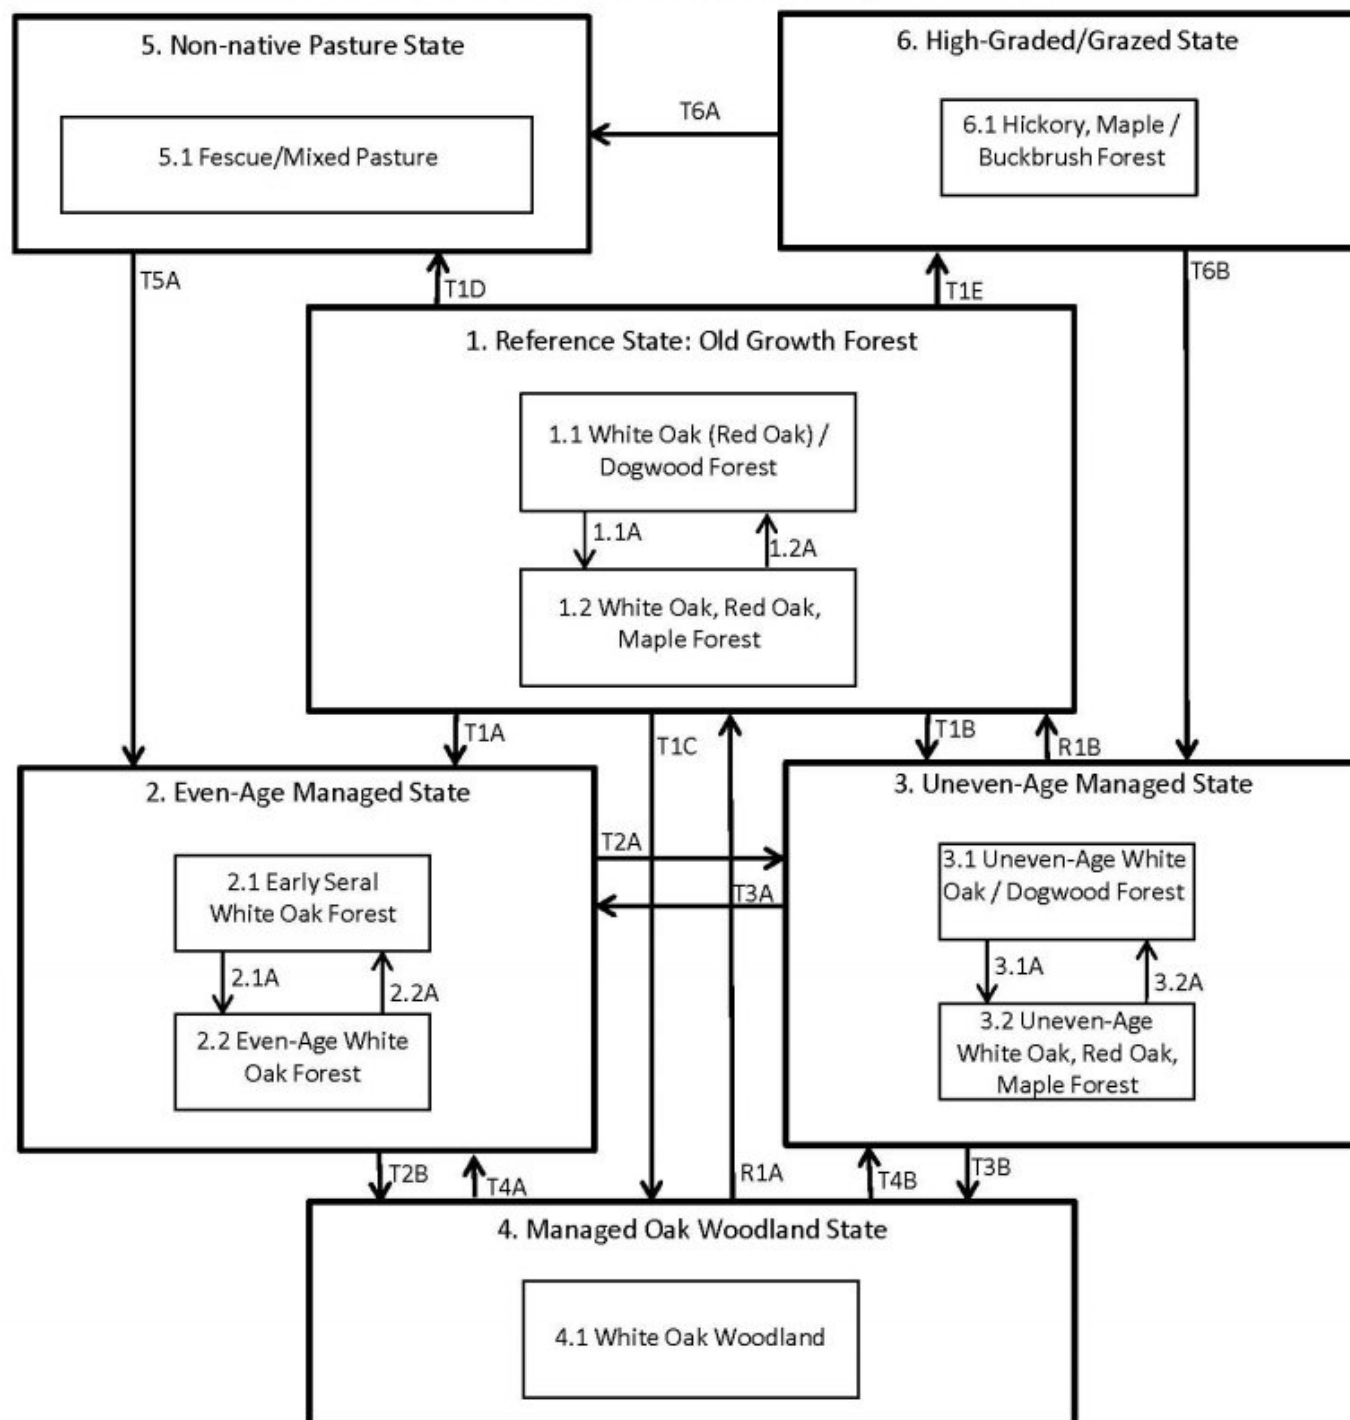 5. Non-native Pasture State
6. High-Graded/Grazed State
5.1 Fescue/Mixed Pasture
T6A
6.1 Hickory, Maple /
Buckbrush Forest
T5A
T1D
T1E
T6B
1. Reference State: Old Growth Forest
1.1 White Oak (Red Oak) /
Dogwood Forest
1.1A
1.2A
1.2 White Oak, Red Oak,
Maple Forest
T1A
T1C
T1B
R1B
2. Even-Age Managed State
3. Uneven-Age Managed State
T2A
T3A
2.1 Early Seral
White Oak Forest
2.1A
2.2A
2.2 Even-Age White
Oak Forest
3.1 Uneven-Age White
Oak / Dogwood Forest
3.1A
3.2A
3.2 Uneven-Age
White Oak, Red Oak,
Maple Forest
T2B
T4A
R1A
T4B
T3B
4. Managed Oak Woodland State
4.1 White Oak Woodland